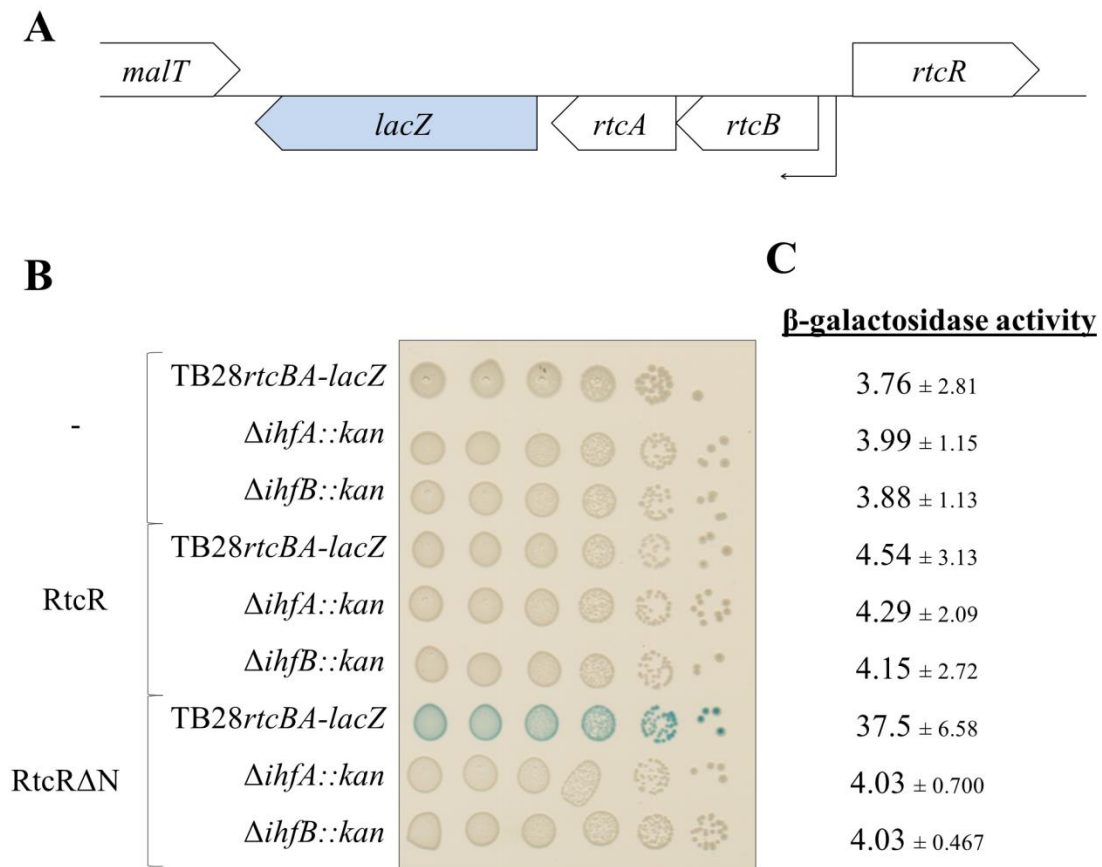 A
malT
rtcR
lacZ
rtcA
rtcB
B
C
β-galactosidase activity
-
TB28rtcBA-lacZ
3.76 ± 2.81
ΔihfA::kan
3.99 ± 1.15
ΔihfB::kan
3.88 ± 1.13
RtcR
TB28rtcBA-lacZ
4.54 ± 3.13
ΔihfA::kan
4.29 ± 2.09
ΔihfB::kan
4.15 ± 2.72
RtcRΔN
TB28rtcBA-lacZ
37.5 ± 6.58
ΔihfA::kan
4.03 ± 0.700
ΔihfB::kan
4.03 ± 0.467